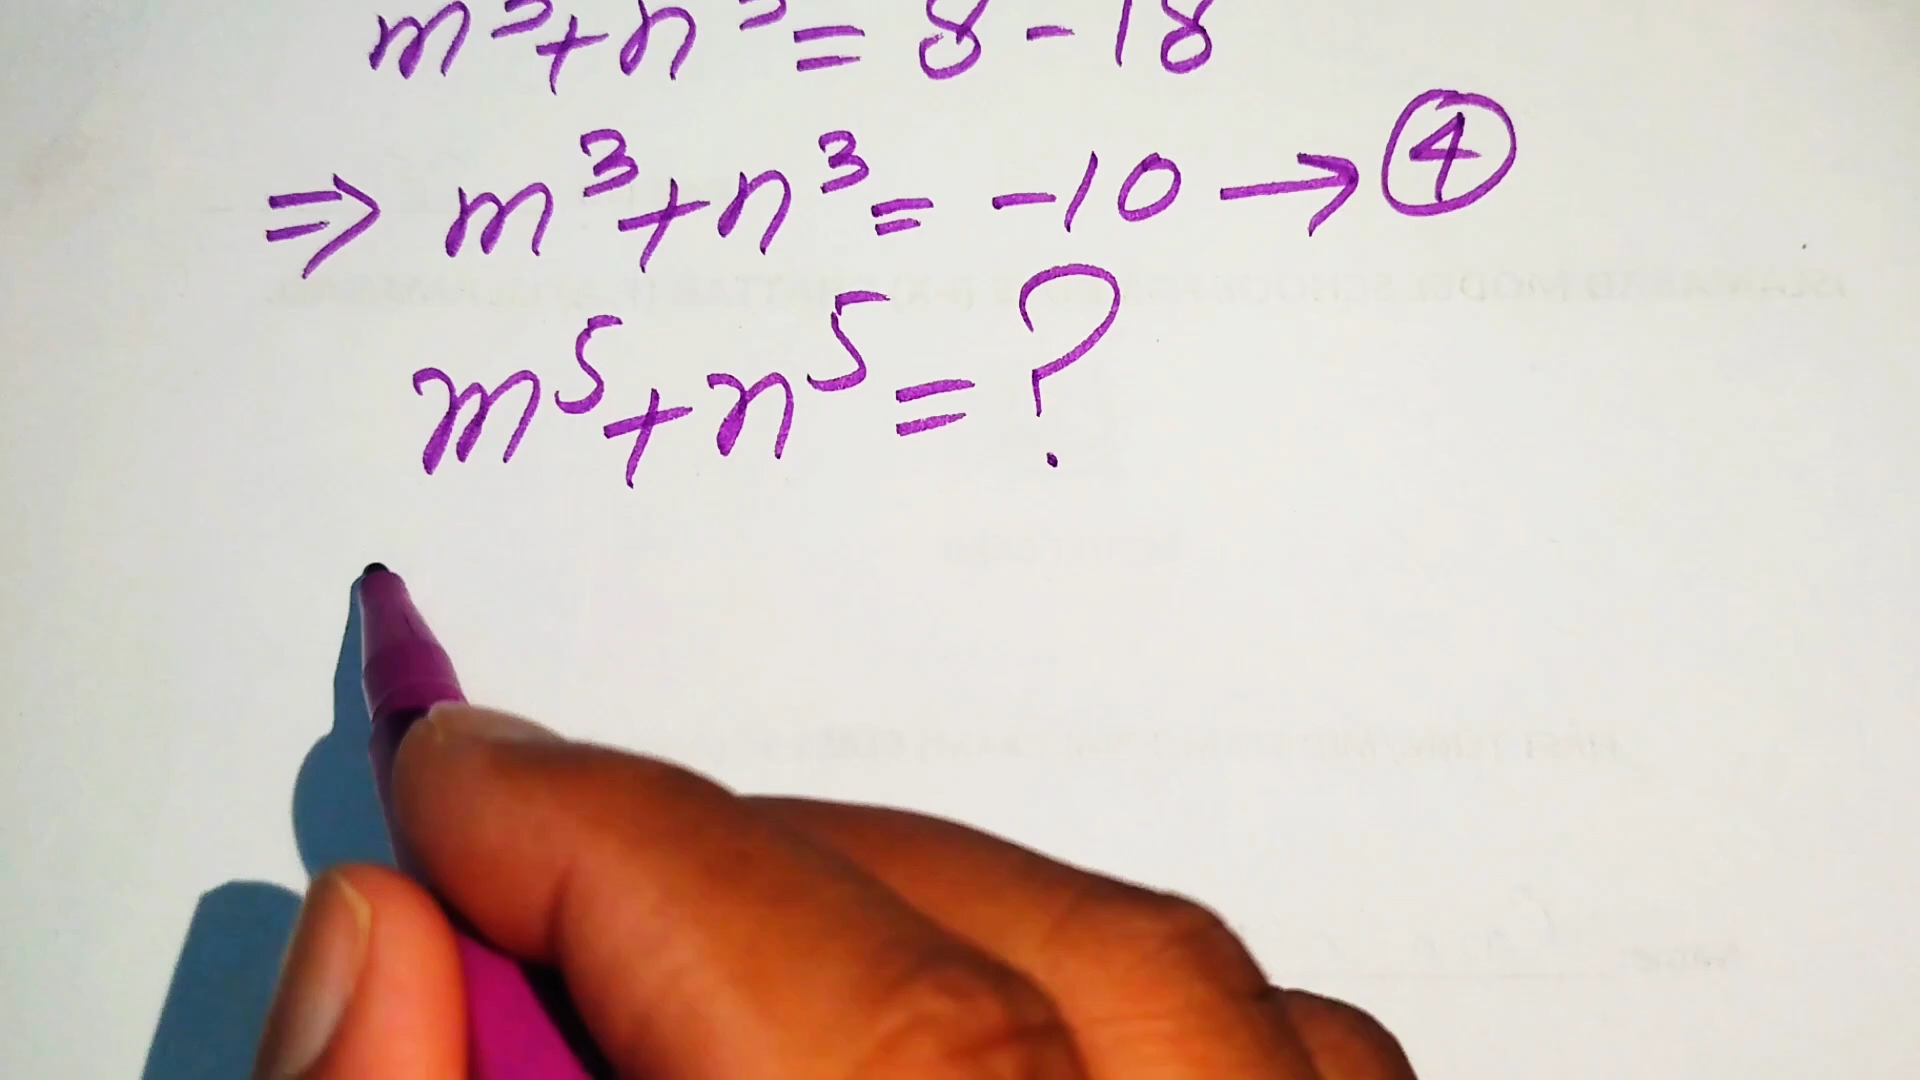 m³+n³= 8-18
⇒ m³+n³= -10 → ④
m⁵+n⁵= ?